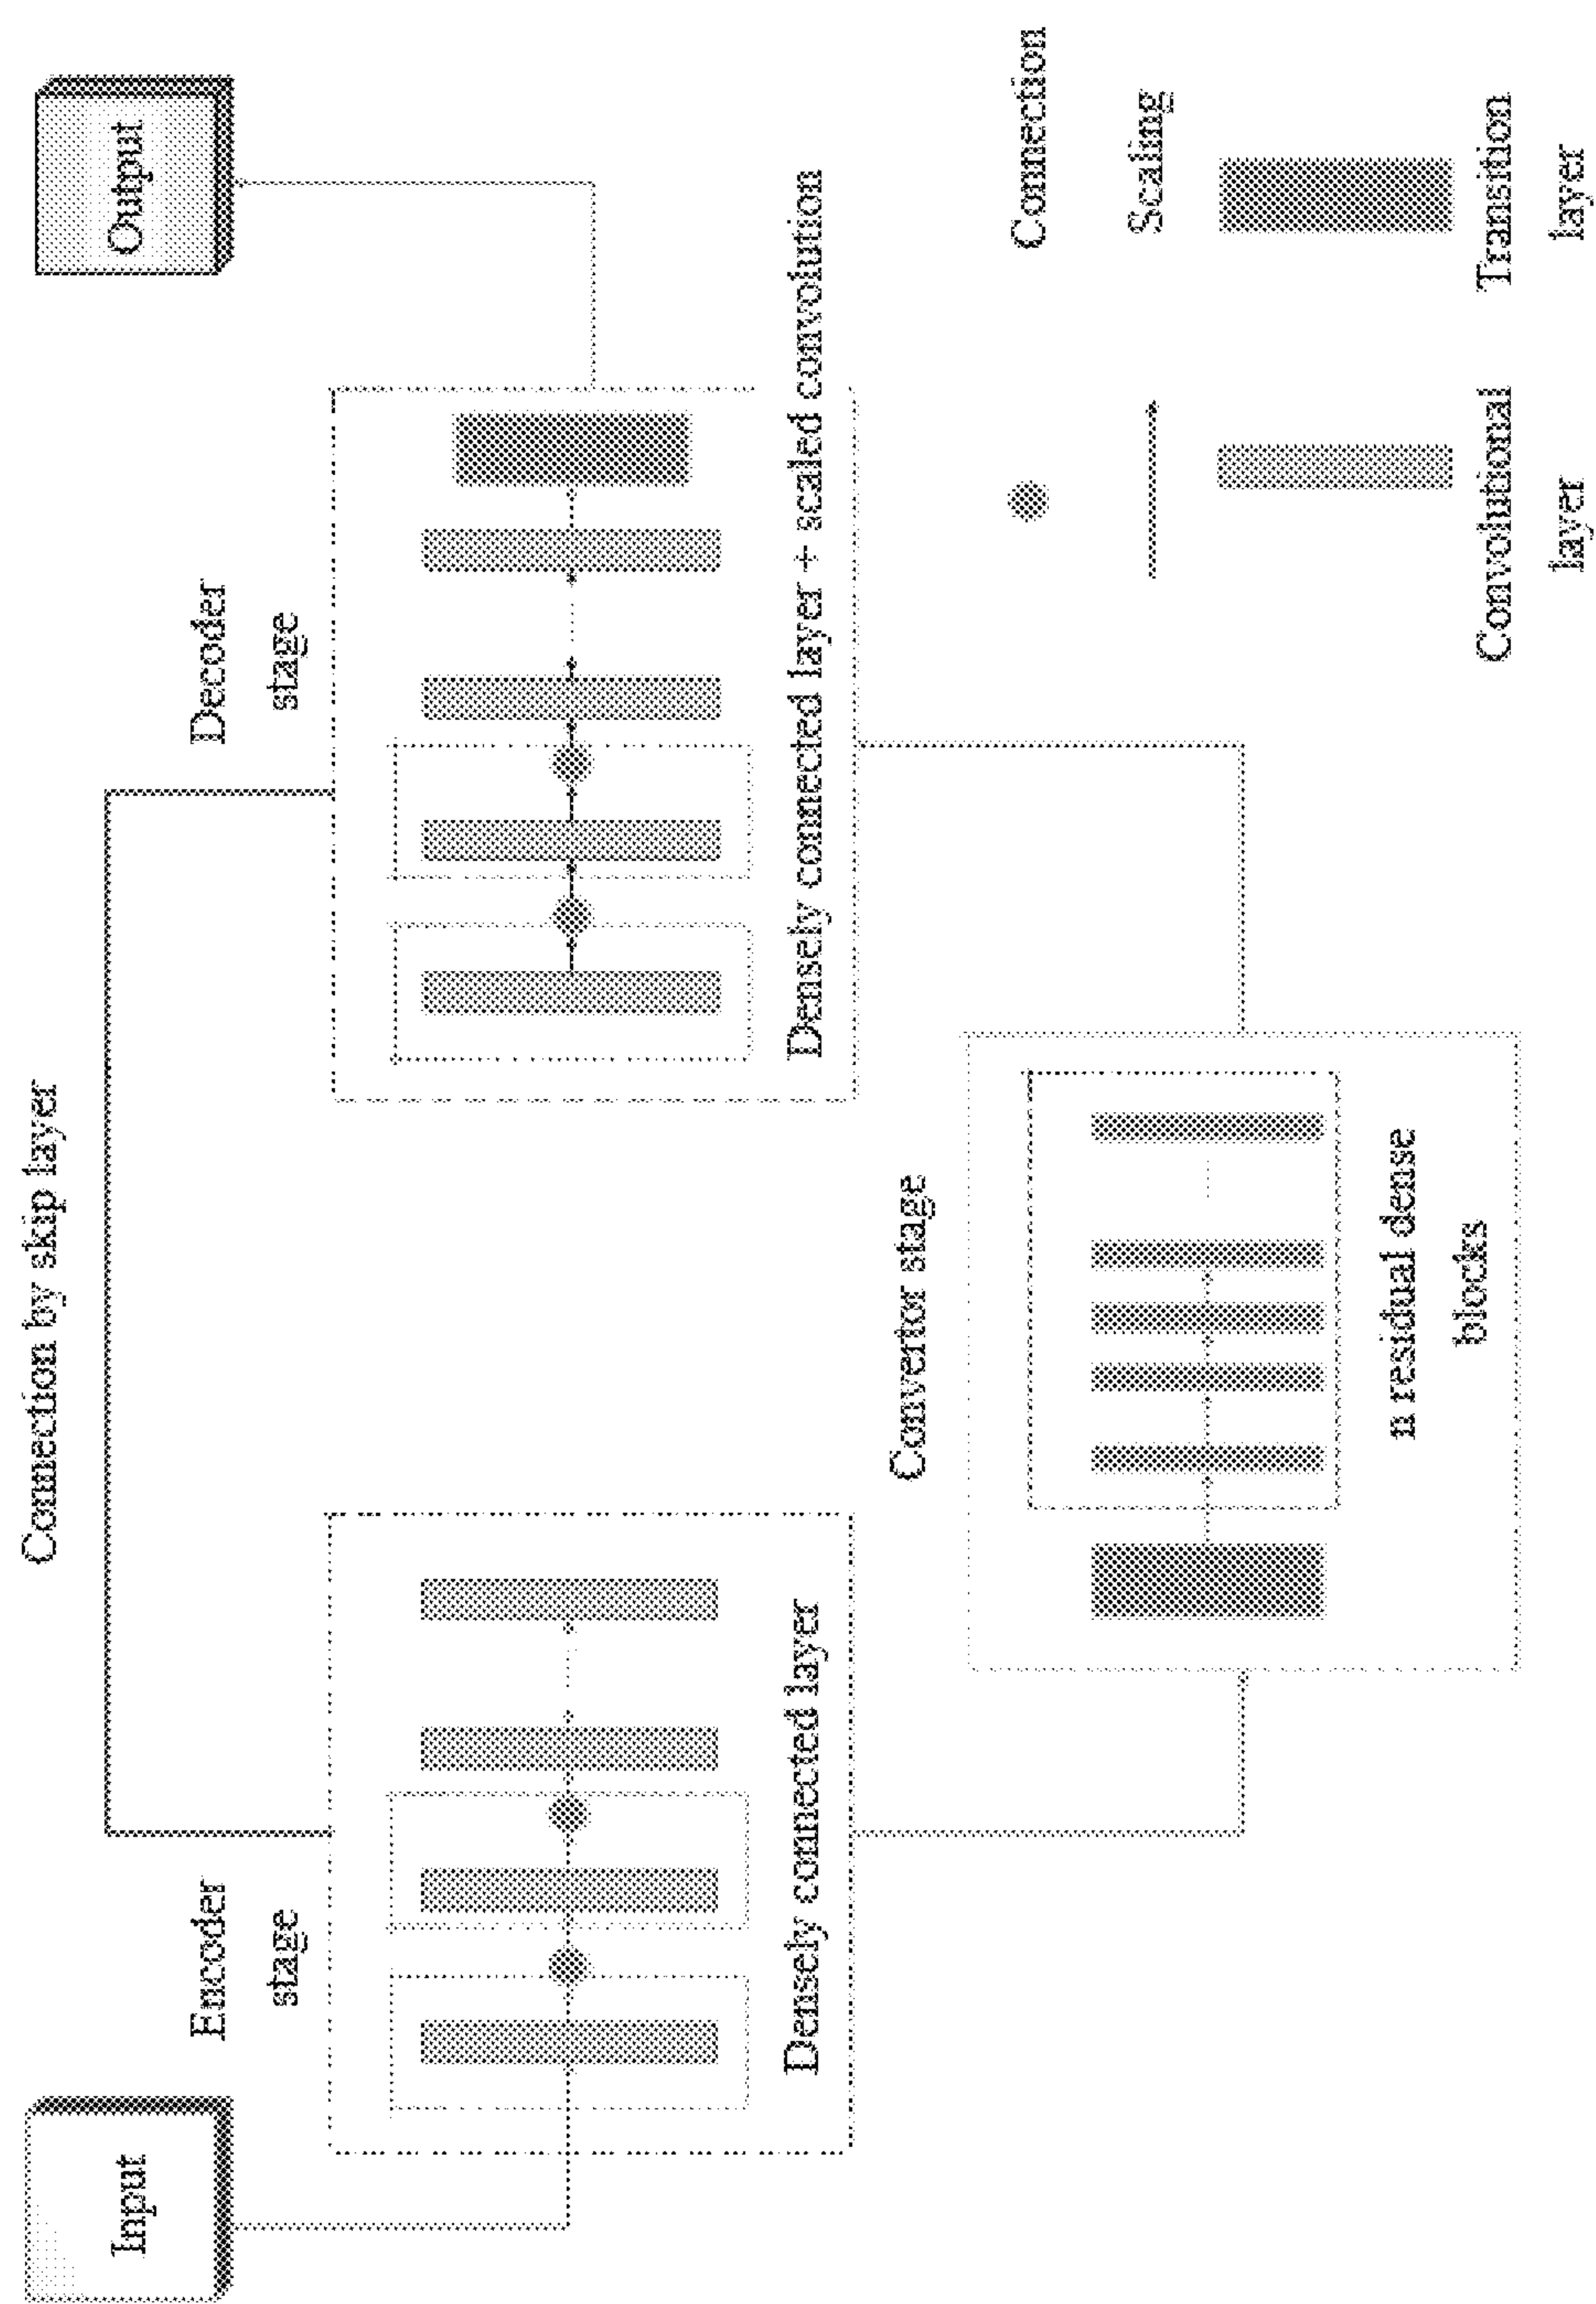 Connection by skip layer
Input
Encoder
stage
Decoder
stage
Output
Densely connected layer
Densely connected layer + scaled convolution
Convertor stage
n residual dense
blocks
Connection
Scaling
Convolutional
layer
Transition
layer